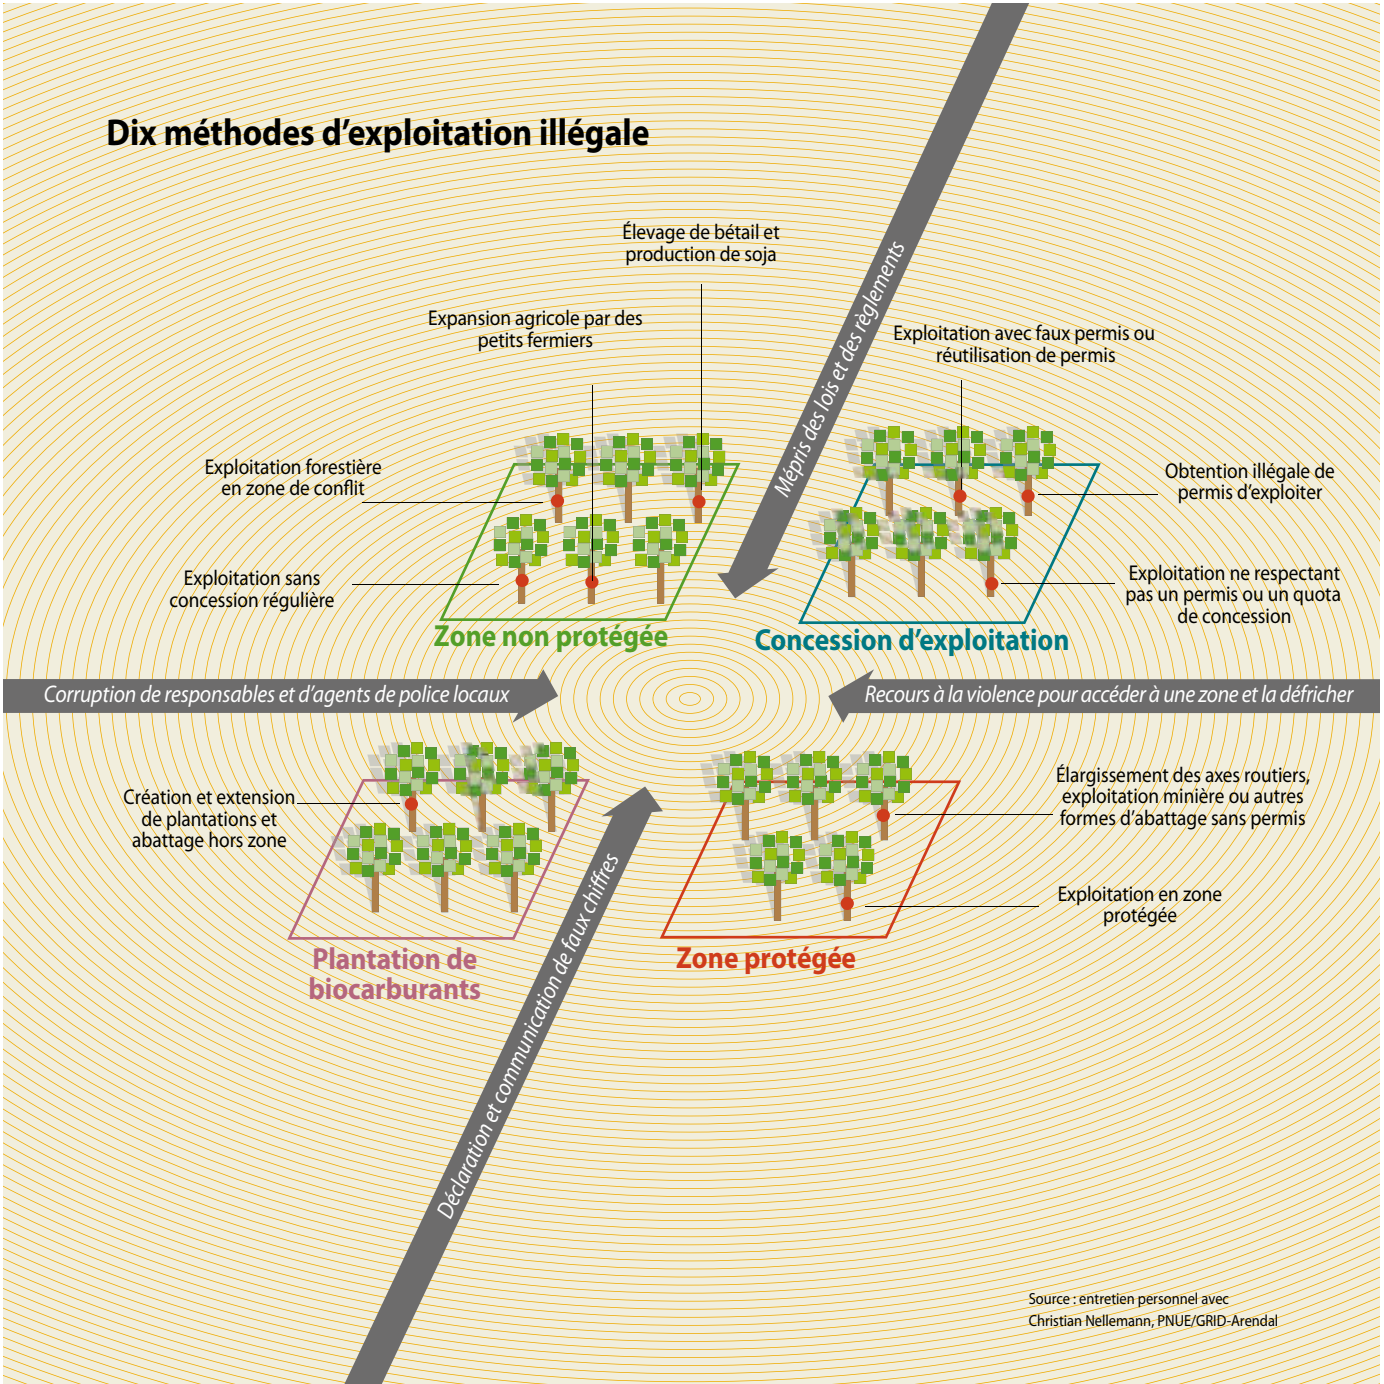 Dix méthodes d’exploitation illégale
Élevage de bétail et
production de soja
Expansion agricole par des
petits fermiers
Exploitation avec faux permis ou
réutilisation de permis
Mépris des lois et des règlements
Exploitation forestière
en zone de conflit
Obtention illégale de
permis d’exploiter
Exploitation sans
concession régulière
Exploitation ne respectant
pas un permis ou un quota
de concession
Zone non protégée
Concession d’exploitation
Corruption de responsables et d’agents de police locaux
Recours à la violence pour accéder à une zone et la défricher
Création et extension
de plantations et
abattage hors zone
Élargissement des axes routiers,
exploitation minière ou autres
formes d’abattage sans permis
Exploitation en zone
protégée
Plantation de
biocarburants
Zone protégée
Déclaration et communication de faux chiffres
Source : entretien personnel avec
Christian Nellemann, PNUE/GRID-Arendal